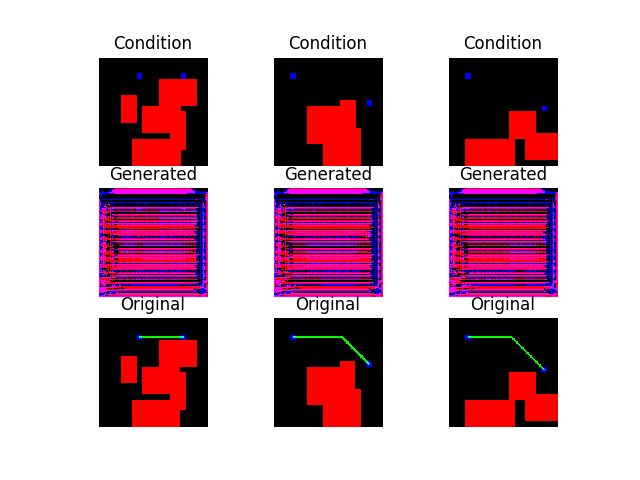 Condition Condition Condition
Generated Generated Generated
Original Original Original